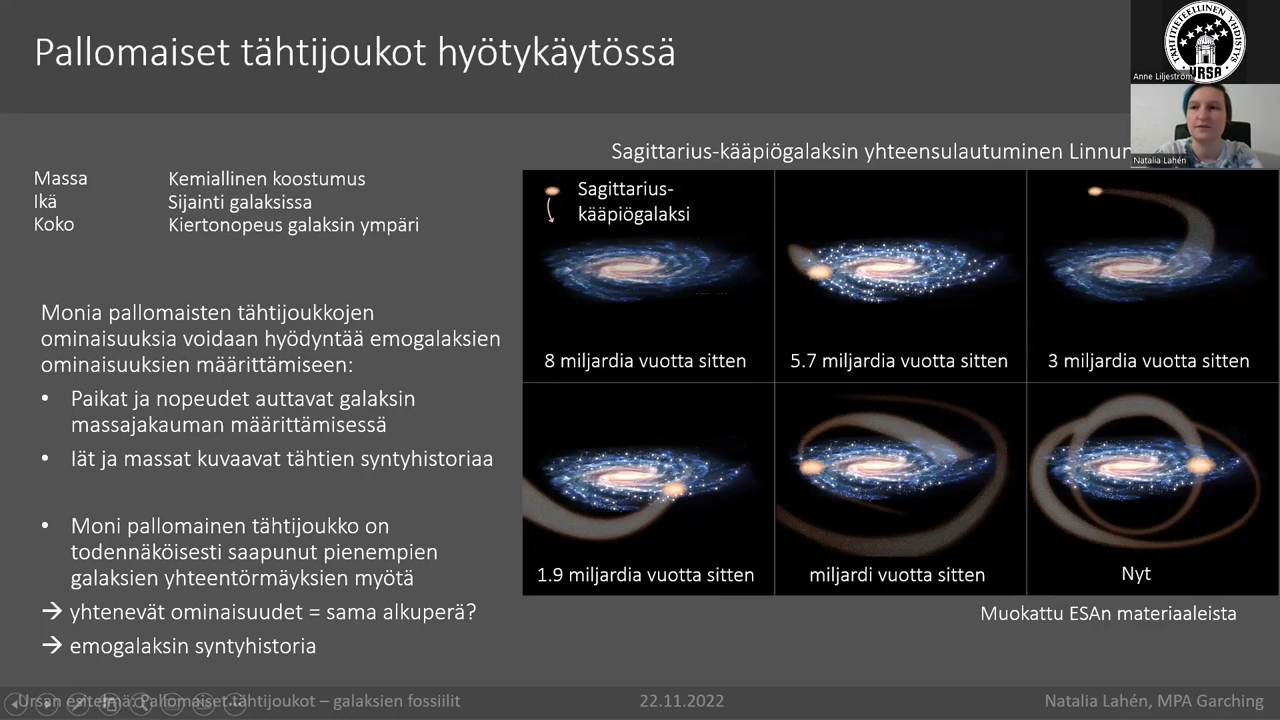 Pallomaiset tähtijoukot hyötykäytössä
TÄHTITIETEELLINEN YHDISTYS
URSA
Anne Liljeström
Natalia Lahén
Massa
Ikä
Koko
Kemiallinen koostumus
Sijainti galaksissa
Kiertonopeus galaksin ympäri
Monia pallomaisten tähtijoukkojen
ominaisuuksia voidaan hyödyntää emogalaksien
ominaisuuksien määrittämiseen:
• Paikat ja nopeudet auttavat galaksin
massajakauman määrittämisessä
• Iät ja massat kuvaavat tähtien syntyhistoriaa
• Moni pallomainen tähtijoukko on
todennäköisesti saapunut pienempien
galaksien yhteentörmäyksien myötä
→ yhtenevät ominaisuudet = sama alkuperä?
→ emogalaksin syntyhistoria
Sagittarius-kääpiögalaksin yhteensulautuminen
Sagittarius-
kääpiögalaksi
8 miljardia vuotta sitten
5.7 miljardia vuotta sitten
3 miljardia vuotta sitten
1.9 miljardia vuotta sitten
miljardi vuotta sitten
Nyt
Muokattu ESAn materiaaleista
Ursan esitelmä: Pallomaiset tähtijoukot – galaksien fossiilit
22.11.2022
Natalia Lahén, MPA Garching